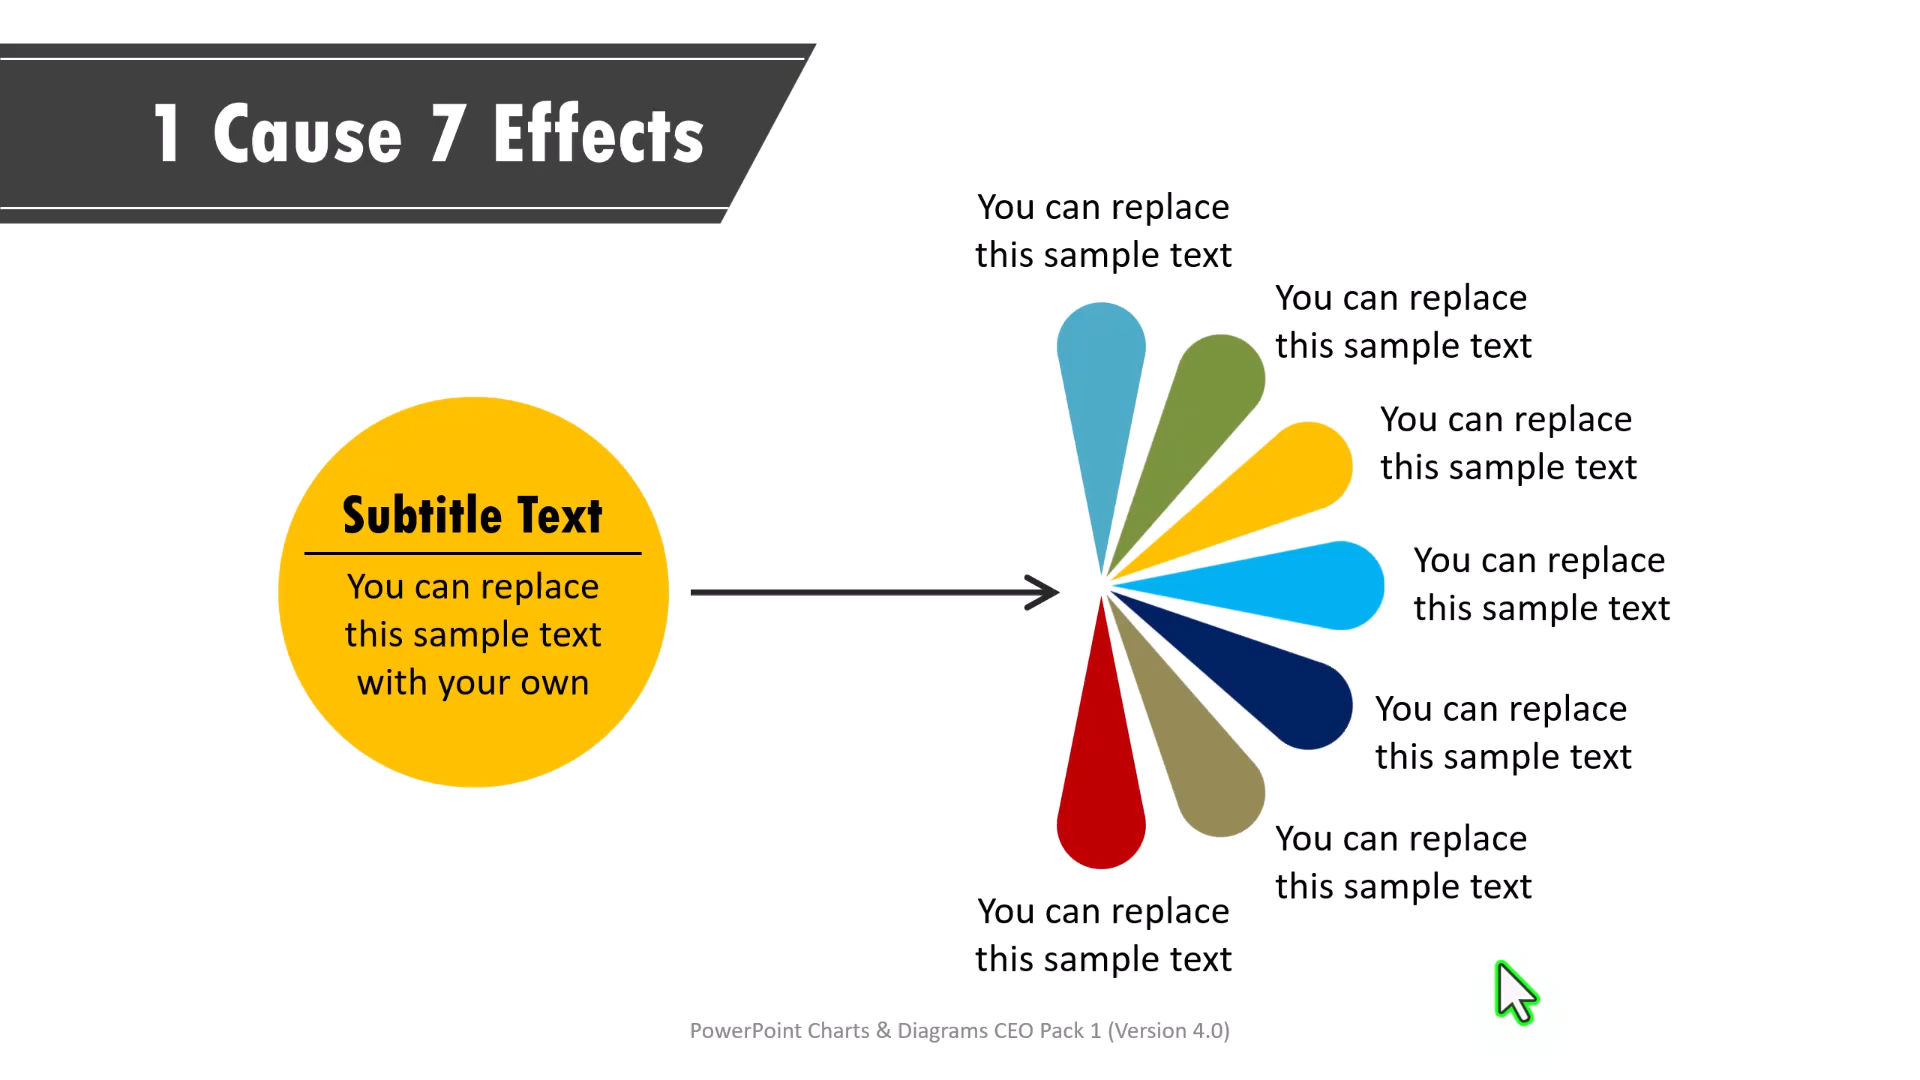 1 Cause 7 Effects
You can replace
this sample text
You can replace
this sample text
You can replace
this sample text
Subtitle Text
You can replace
this sample text
with your own
You can replace
this sample text
You can replace
this sample text
You can replace
this sample text
You can replace
this sample text
PowerPoint Charts & Diagrams CEO Pack 1 (Version 4.0)